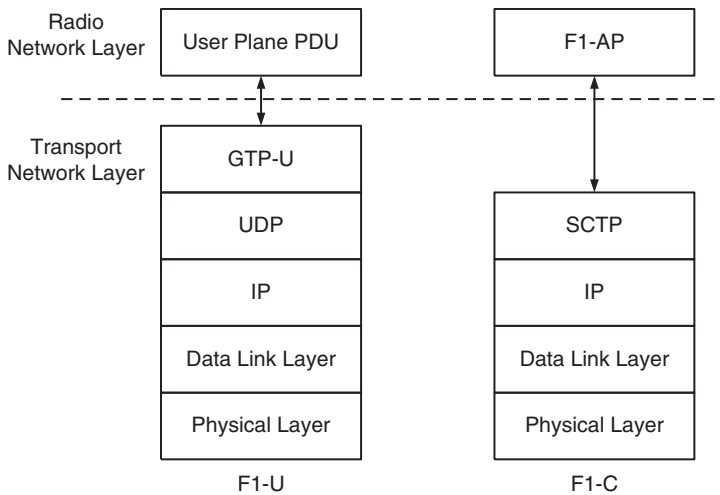 Radio
Network Layer
User Plane PDU
F1-AP
Transport
Network Layer
GTP-U
UDP
SCTP
IP
IP
Data Link Layer
Data Link Layer
Physical Layer
Physical Layer
F1-U
F1-C